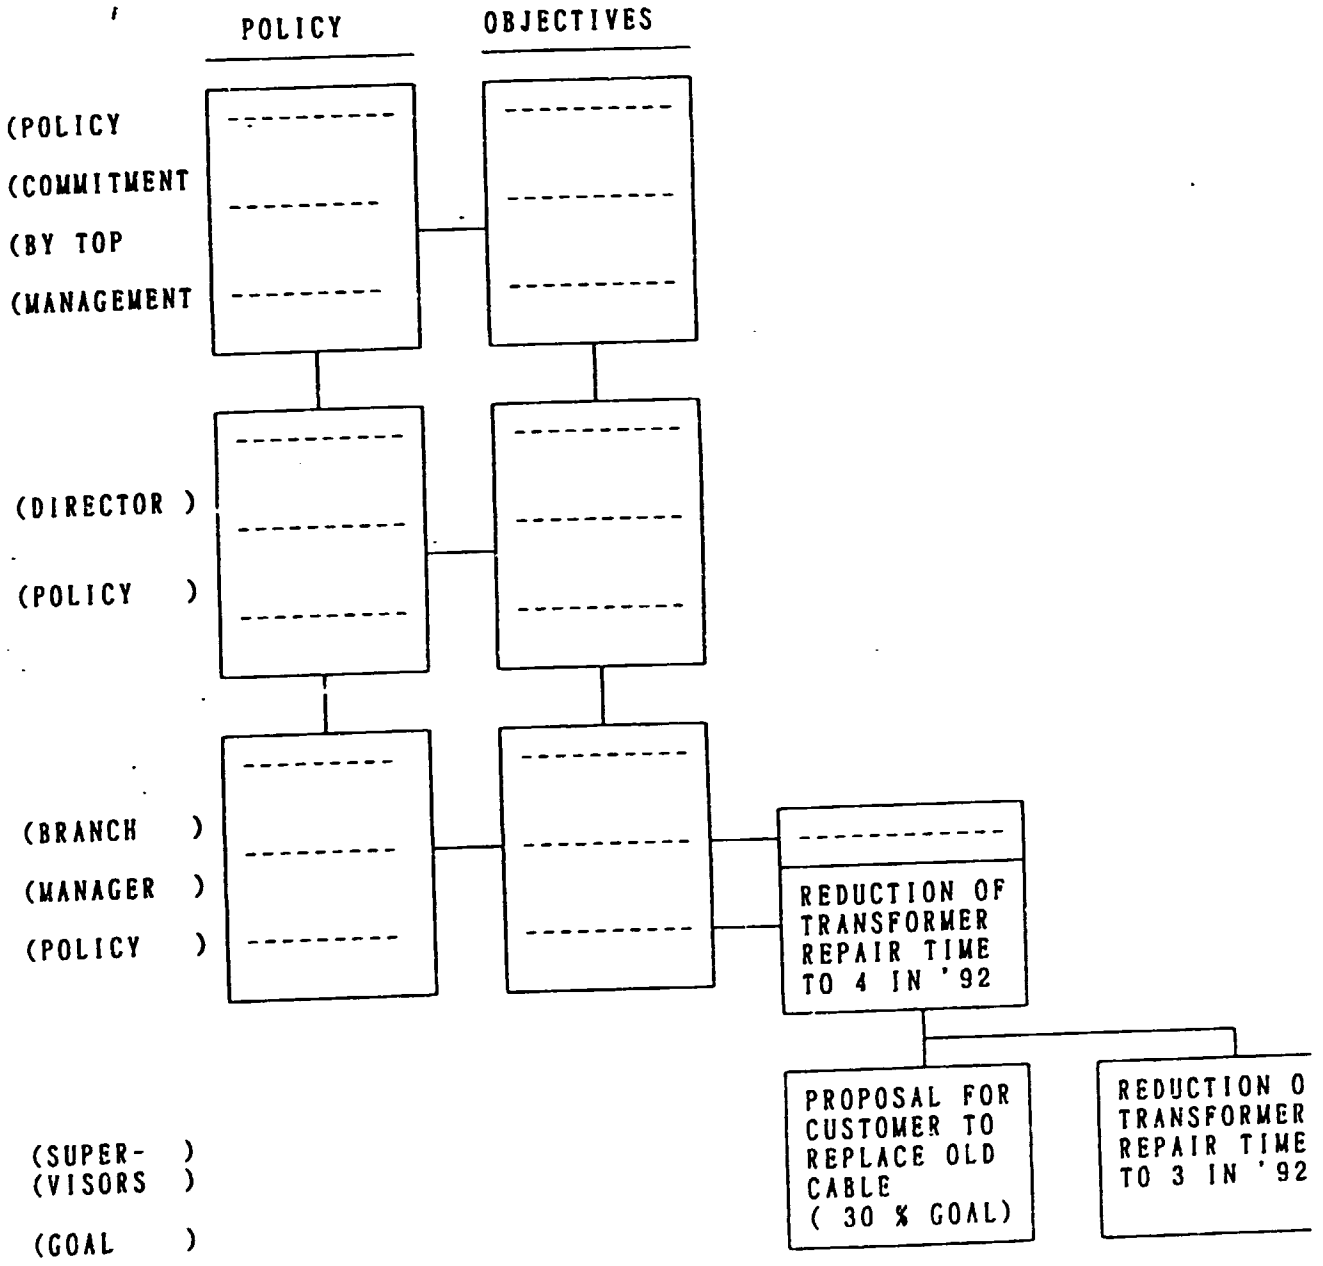 POLICY OBJECTIVES
(POLICY
(COMMITMENT
(BY TOP
(MANAGEMENT
(DIRECTOR )
(POLICY )
(BRANCH )
(MANAGER )
(POLICY )
REDUCTION OF
TRANSFORMER
REPAIR TIME
TO 4 IN '92
(SUPER- )
(VISORS )
(GOAL )
PROPOSAL FOR
CUSTOMER TO
REPLACE OLD
CABLE
( 30 % GOAL)
REDUCTION O
TRANSFORMER
REPAIR TIME
TO 3 IN '92